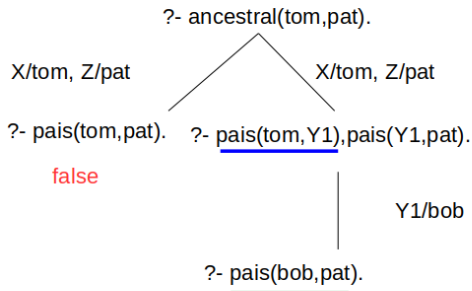 ?- ancestral(tom,pat).
X/tom, Z/pat
X/tom, Z/pat
?- pais(tom,pat).
?- pais(tom,Y1),pais(Y1,pat).
false
Y1/bob
?- pais(bob,pat).